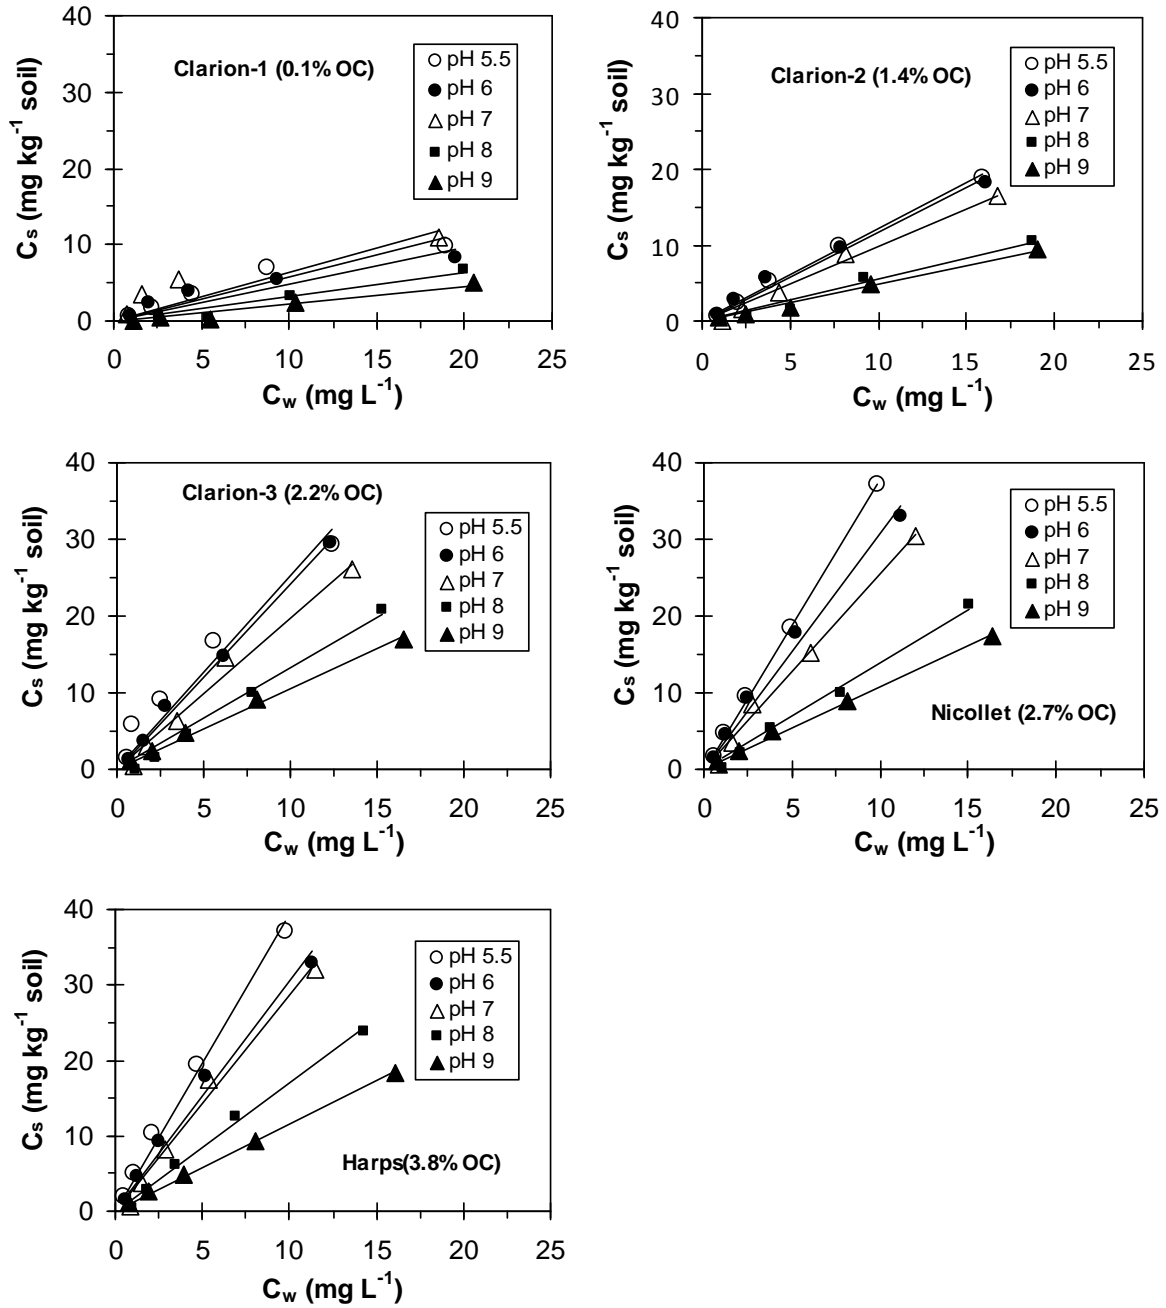 Clarion-1 (0.1% OC)
pH 5.5
pH 6
pH 7
pH 8
pH 9
40
30
20
10
0
0 5 10 15 20 25
Cs (mg kg-1 soil)
Cw (mg L-1)
Clarion-2 (1.4% OC)
pH 5.5
pH 6
pH 7
pH 8
pH 9
40
30
20
10
0
0 5 10 15 20 25
Cs (mg kg-1 soil)
Cw (mg L-1)
Clarion-3 (2.2% OC)
pH 5.5
pH 6
pH 7
pH 8
pH 9
40
30
20
10
0
0 5 10 15 20 25
Cs (mg kg-1 soil)
Cw (mg L-1)
pH 5.5
pH 6
pH 7
pH 8
pH 9
Nicollet (2.7% OC)
40
30
20
10
0
0 5 10 15 20 25
Cs (mg kg-1 soil)
Cw (mg L-1)
pH 5.5
pH 6
pH 7
pH 8
pH 9
Harps(3.8% OC)
40
30
20
10
0
0 5 10 15 20 25
Cs (mg kg-1 soil)
Cw (mg L-1)